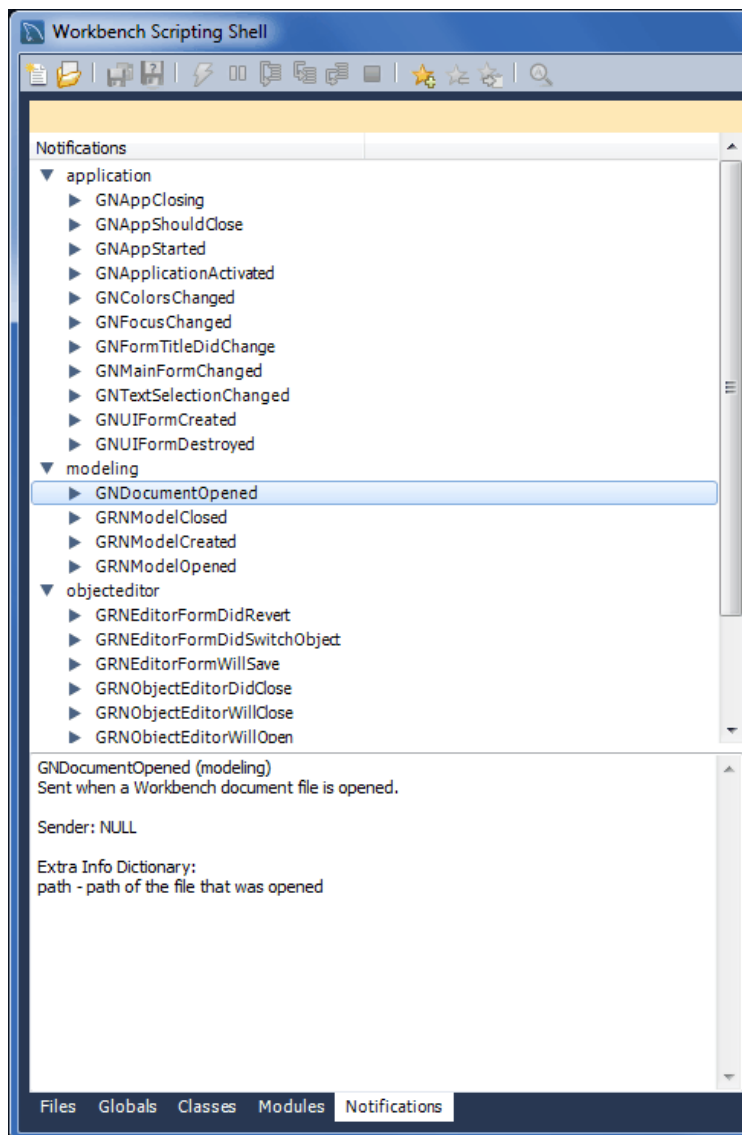 Workbench Scripting Shell
Notifications
application
GNAppClosing
GNAppShouldClose
GNAppStarted
GNApplicationActivated
GNColorsChanged
GNFocusChanged
GNFormTitleDidChange
GNMainFormChanged
GNTextSelectionChanged
GNUIFormCreated
GNUIFormDestroyed
modeling
GNDocumentOpened
GRNModelClosed
GRNModelCreated
GRNModelOpened
objecteditor
GRNEditorFormDidRevert
GRNEditorFormDidSwitchObject
GRNEditorFormWillSave
GRNObjectEditorDidClose
GRNObjectEditorWillClose
GRNObjectEditorWillOpen
GNDocumentOpened (modeling)
Sent when a Workbench document file is opened.
Sender: NULL
Extra Info Dictionary:
path - path of the file that was opened
Files Globals Classes Modules Notifications